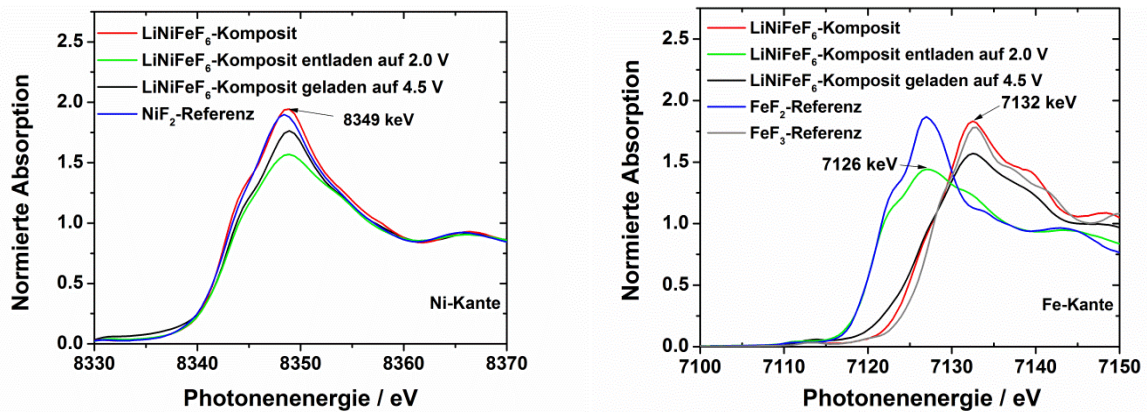 2.5
2.0
1.5
1.0
0.5
0.0
Normierte Absorption
LiNiFeF₆-Komposit
LiNiFeF₆-Komposit entladen auf 2.0 V
LiNiFeF₆-Komposit geladen auf 4.5 V
NiF₂-Referenz
8349 keV
Ni-Kante
8330 8340 8350 8360 8370
Photonenenergie / eV
2.5
2.0
1.5
1.0
0.5
0.0
Normierte Absorption
LiNiFeF₆-Komposit
LiNiFeF₆-Komposit entladen auf 2.0 V
LiNiFeF₆-Komposit geladen auf 4.5 V
FeF₂-Referenz
FeF₃-Referenz
7132 keV
7126 keV
Fe-Kante
7100 7110 7120 7130 7140 7150
Photonenenergie / eV